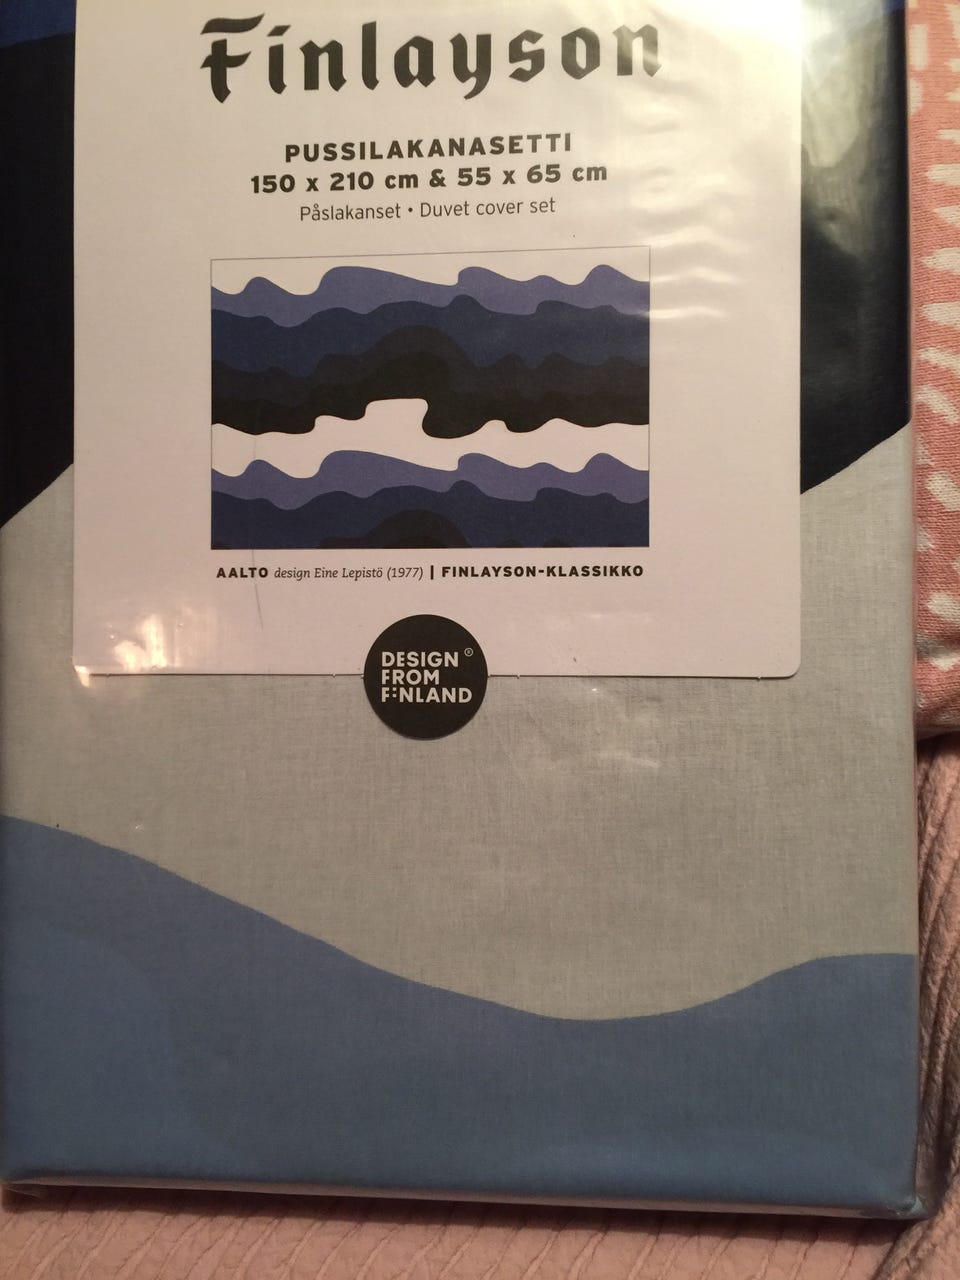 Finlayson
PUSSILAKANASETTI
150 x 210 cm & 55 x 65 cm
Påslakanset • Duvet cover set
AALTO design Eine Lepistö (1977) | FINLAYSON-KLASSIKKO
DESIGN ®
FROM
FINLAND